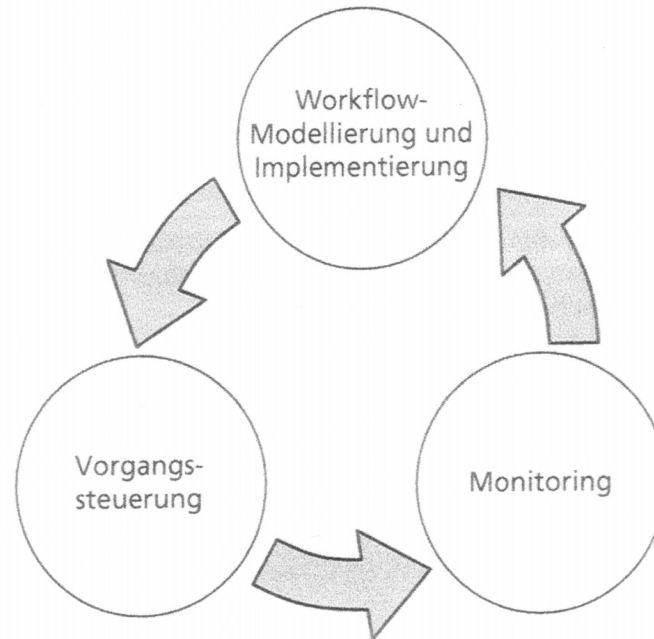 Workflow-
Modellierung und
Implementierung
Vorgangs-
steuerung
Monitoring